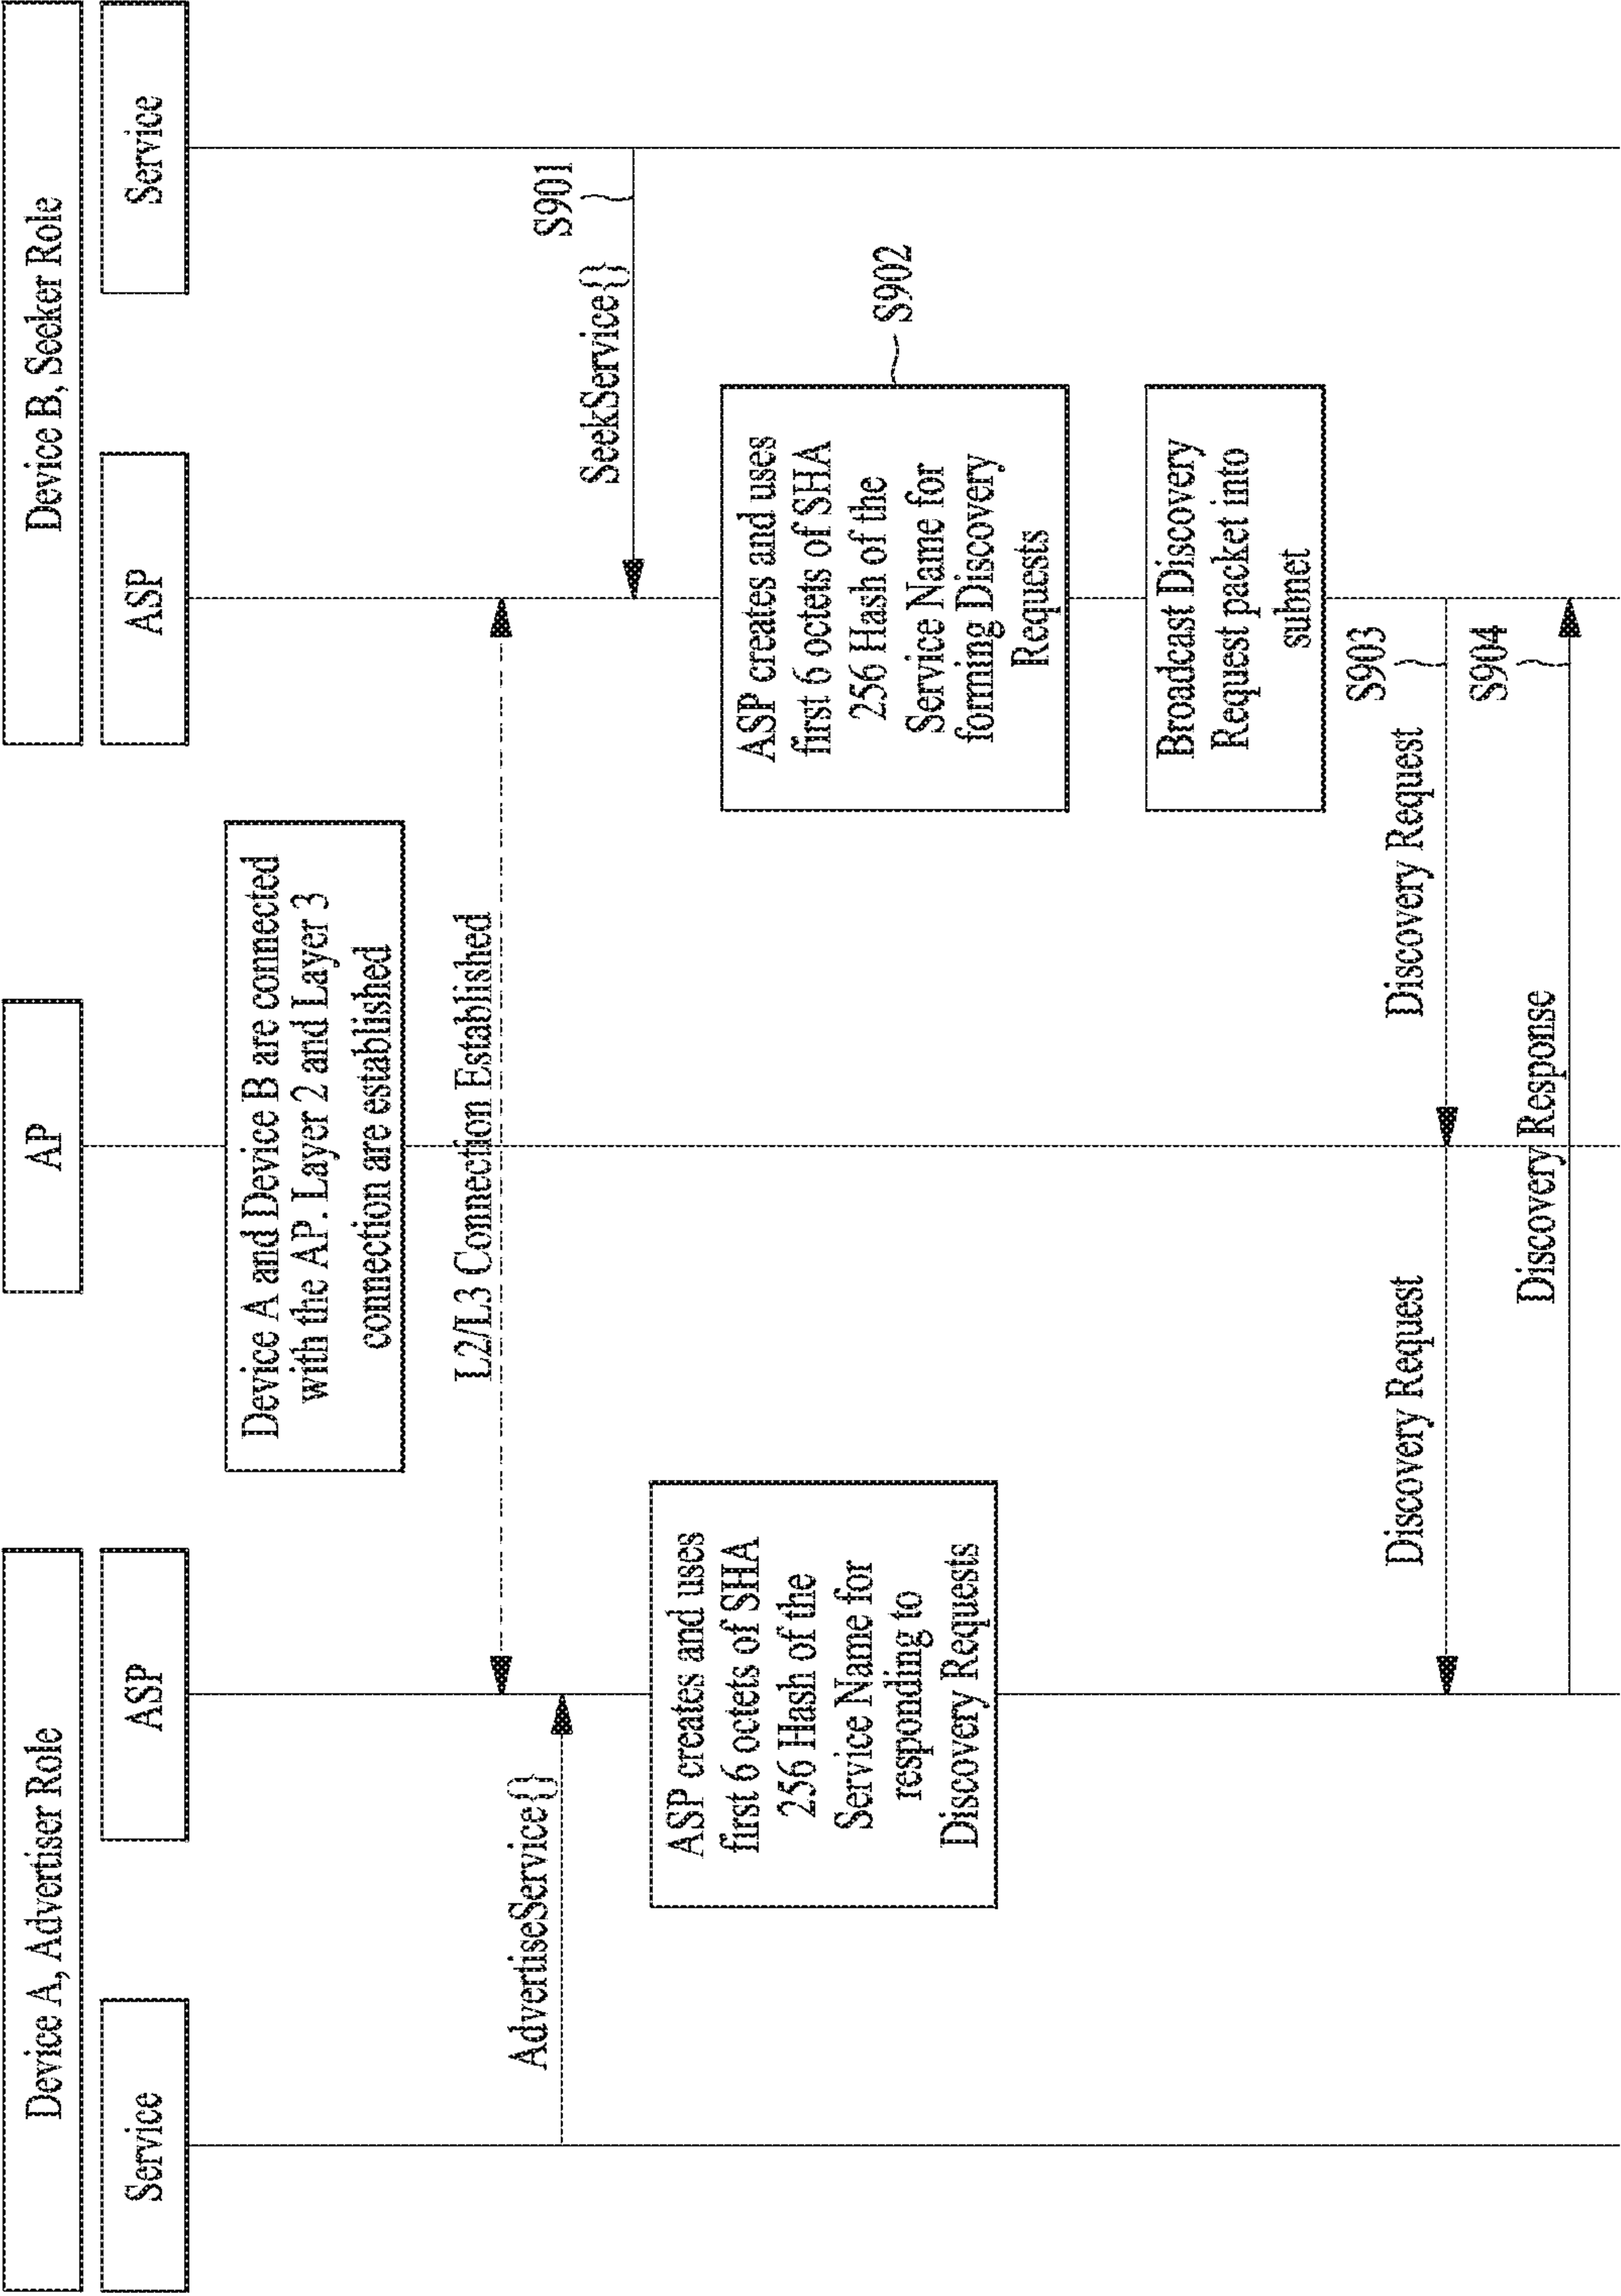 Device A, Advertiser Role
AP
Device B, Seeker Role
Service
ASP
ASP
Service
Device A and Device B are connected
with the AP. Layer 2 and Layer 3
connection are established
L2/L3 Connection Established
AdvertiseService{}
S901
SeekService{}
ASP creates and uses
first 6 octets of SHA
256 Hash of the
Service Name for
responding to
Discovery Requests
ASP creates and uses
first 6 octets of SHA
256 Hash of the
Service Name for
forming Discovery
Requests
S902
Broadcast Discovery
Request packet into
subnet
S903
Discovery Request
Discovery Request
S904
Discovery Response